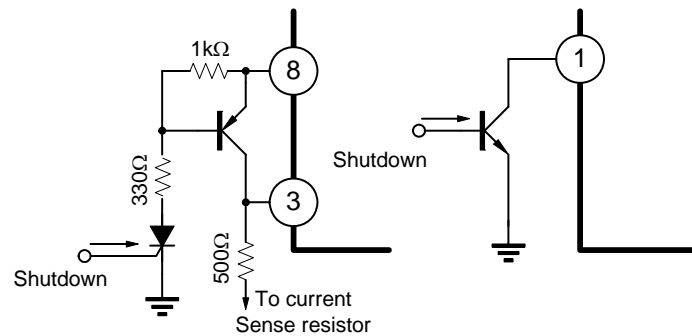 1kΩ
8
1
330Ω
Shutdown
3
500Ω
Shutdown
To current
Sense resistor